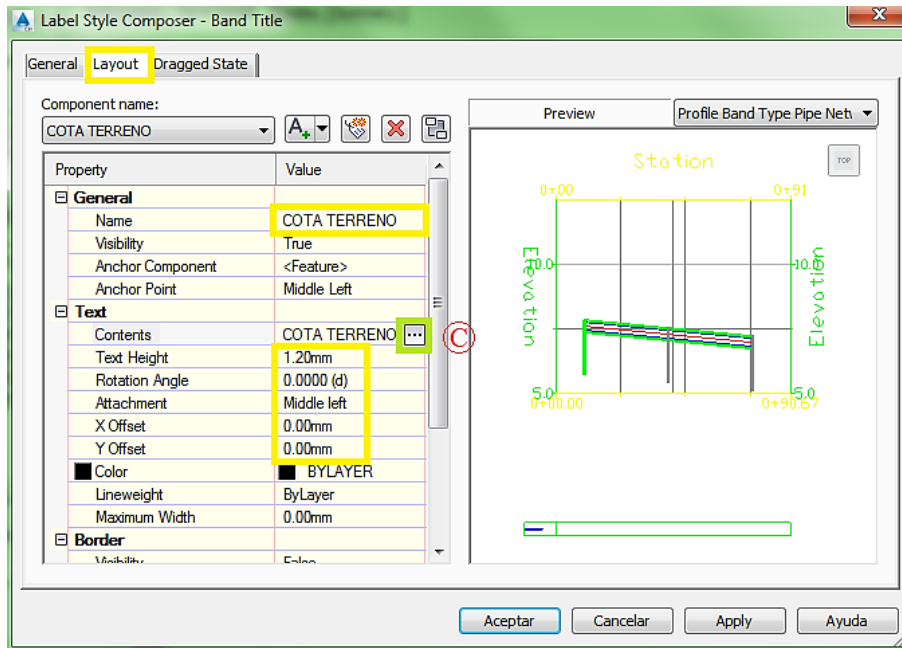 Label Style Composer - Band Title
General Layout Dragged State
Component name:
COTA TERRENO
Preview Profile Band Type Pipe Net
Property Value
General
Name COTA TERRENO
Visibility True
Anchor Component <Feature>
Anchor Point Middle Left
Text
Contents COTA TERRENO ... C
Text Height 1.20mm
Rotation Angle 0.0000 (d)
Attachment Middle left
X Offset 0.00mm
Y Offset 0.00mm
Color BYLAYER
Lineweight ByLayer
Maximum Width 0.00mm
Border
Visibility False
TOP
Station
0+00 0+91
Elevation
10.0 10.0
Elevation
5.0 5.0
0+00.00 0+90.67
Aceptar Cancelar Apply Ayuda